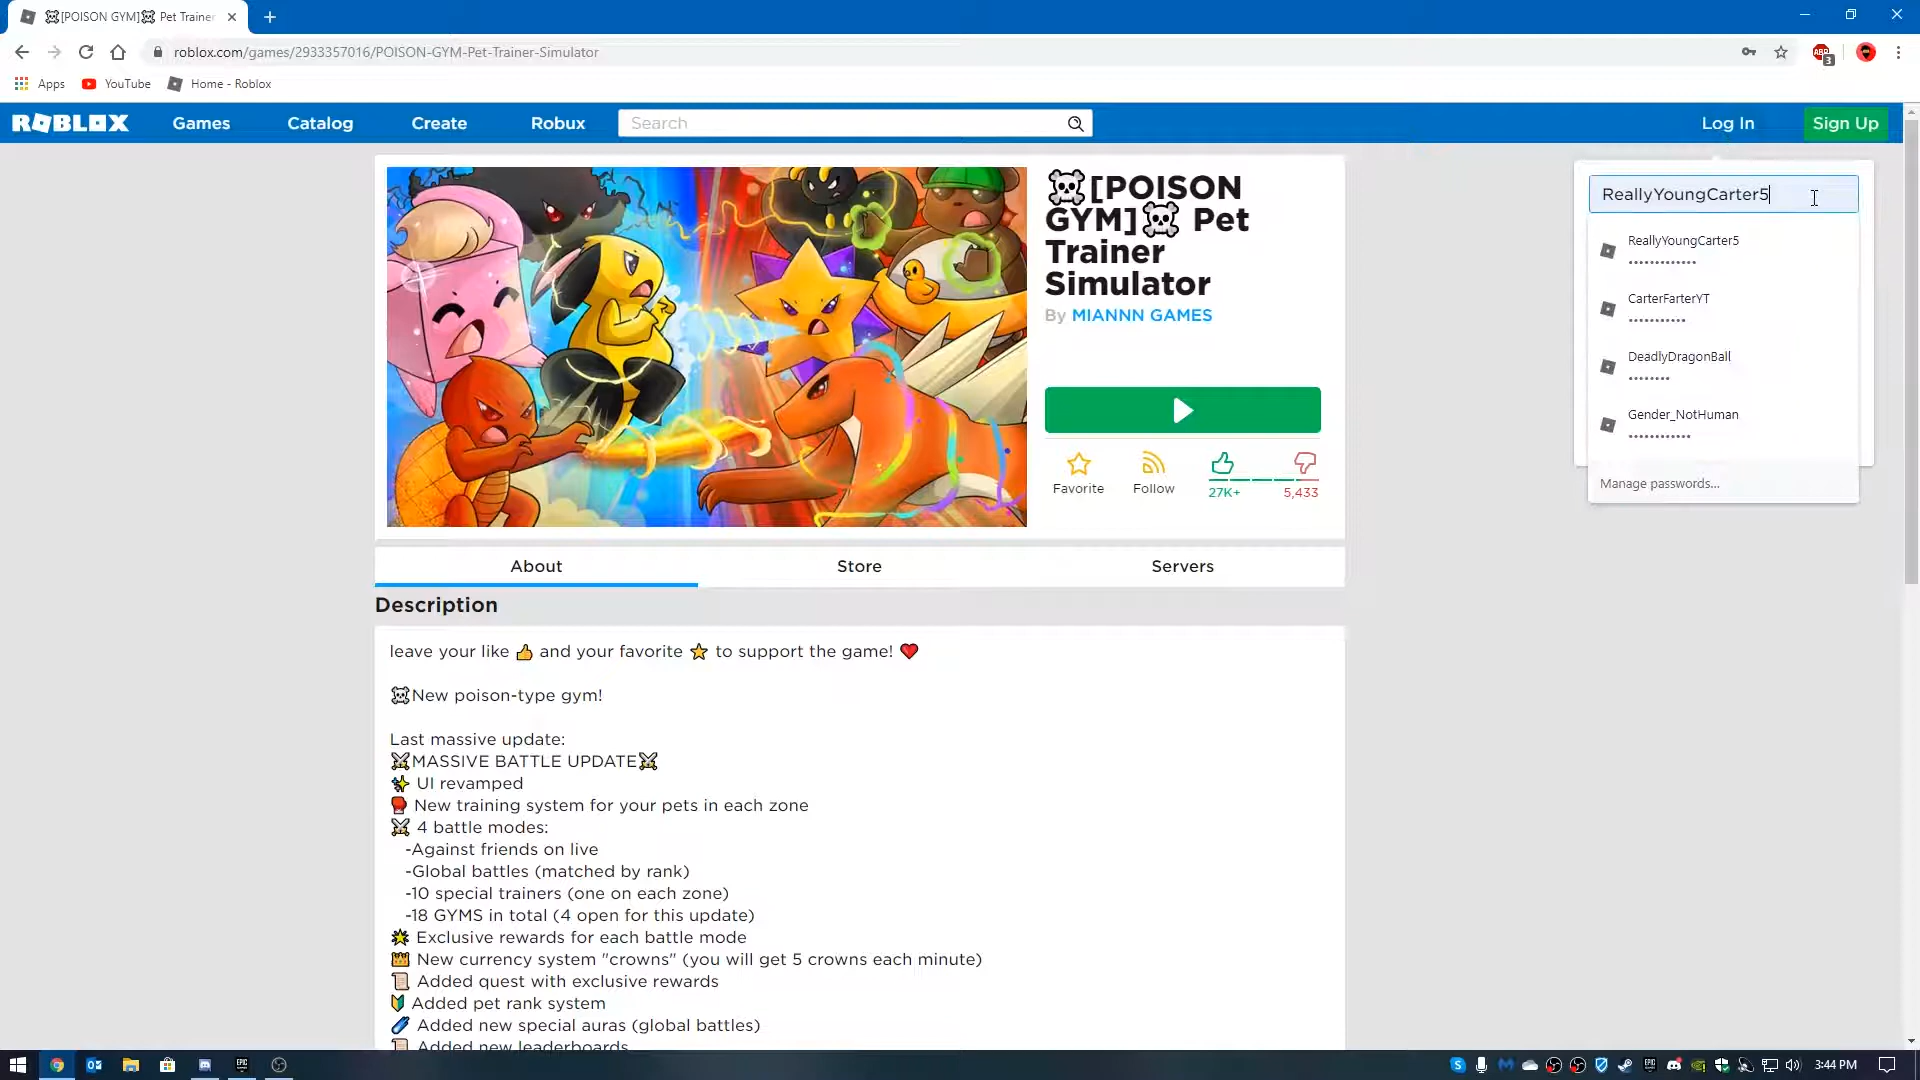 ☠[POISON GYM]☠ Pet Trainer
roblox.com/games/2933357016/POISON-GYM-Pet-Trainer-Simulator
ABP
3
Apps
YouTube
Home - Roblox
ROBLOX
Games
Catalog
Create
Robux
Search
Log In
Sign Up
☠[POISON
GYM]☠ Pet
Trainer
Simulator
By MIANNN GAMES
ReallyYoungCarter5
ReallyYoungCarter5
•••••••••••••
CarterFarterYT
•••••••••••
DeadlyDragonBall
••••••••
Gender_NotHuman
••••••••••••
Manage passwords...
Favorite
Follow
27K+
5,433
About
Store
Servers
Description
leave your like 👍 and your favorite ⭐ to support the game! ❤️
☠New poison-type gym!
Last massive update:
⚔MASSIVE BATTLE UPDATE⚔
✨ UI revamped
🥊 New training system for your pets in each zone
⚔ 4 battle modes:
-Against friends on live
-Global battles (matched by rank)
-10 special trainers (one on each zone)
-18 GYMS in total (4 open for this update)
🌟 Exclusive rewards for each battle mode
👑 New currency system "crowns" (you will get 5 crowns each minute)
📜 Added quest with exclusive rewards
🔰 Added pet rank system
☄ Added new special auras (global battles)
📜 Added new leaderboards
EPIC
GAMES
3:44 PM